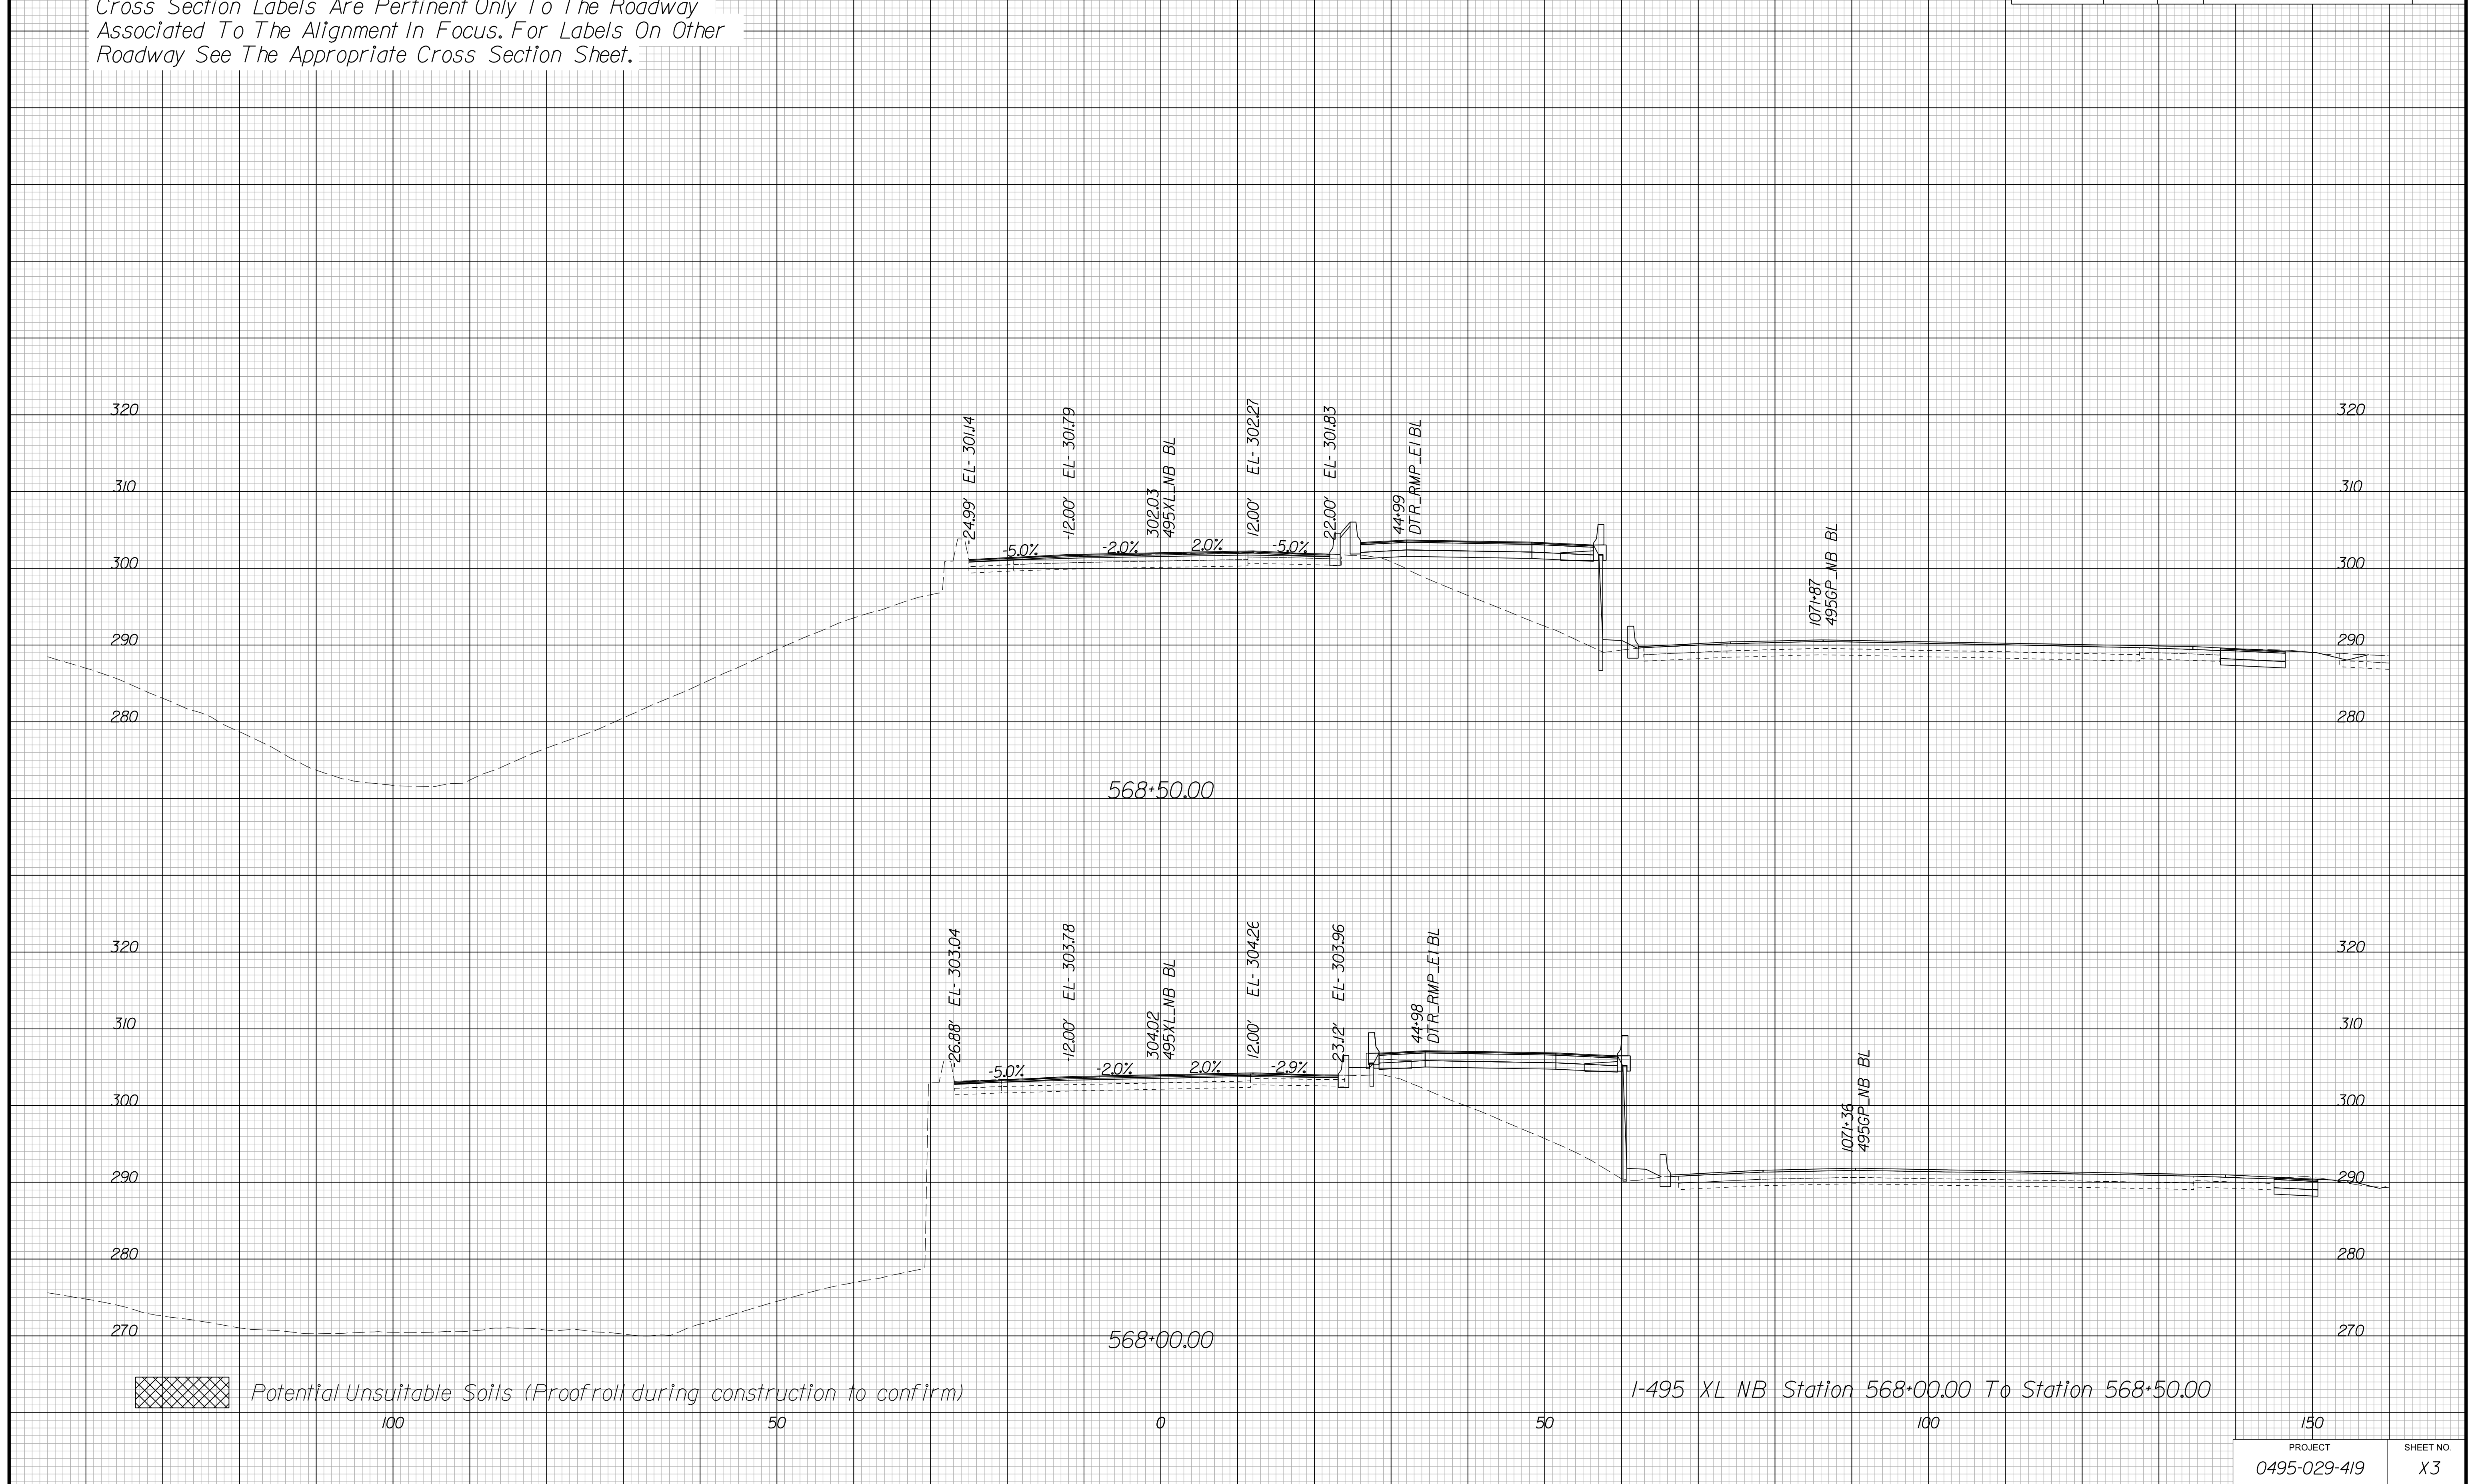 Cross Section Labels Are Pertinent Only To The Roadway
Associated To The Alignment In Focus. For Labels On Other
Roadway See The Appropriate Cross Section Sheet.
320
310
300
290
280
-24.99' EL- 301.14
-12.00' EL- 301.79
302.03
495XL_NB BL
12.00' EL- 302.27
22.00' EL- 301.83
44+99
DTR_RMP_E1 BL
1071+87
495GP_NB BL
-5.0%
-2.0%
2.0%
-5.0%
320
310
300
290
280
568+50.00
320
310
300
290
280
270
-26.88' EL- 303.04
-12.00' EL- 303.78
304.02
495XL_NB BL
12.00' EL- 304.26
23.12' EL- 303.96
44+98
DTR_RMP_E1 BL
1071+36
495GP_NB BL
-5.0%
-2.0%
2.0%
-2.9%
320
310
300
290
280
270
568+00.00
Potential Unsuitable Soils (Proofroll during construction to confirm)
I-495 XL NB Station 568+00.00 To Station 568+50.00
100 50 0 50 100 150
PROJECT
0495-029-419
SHEET NO.
X3